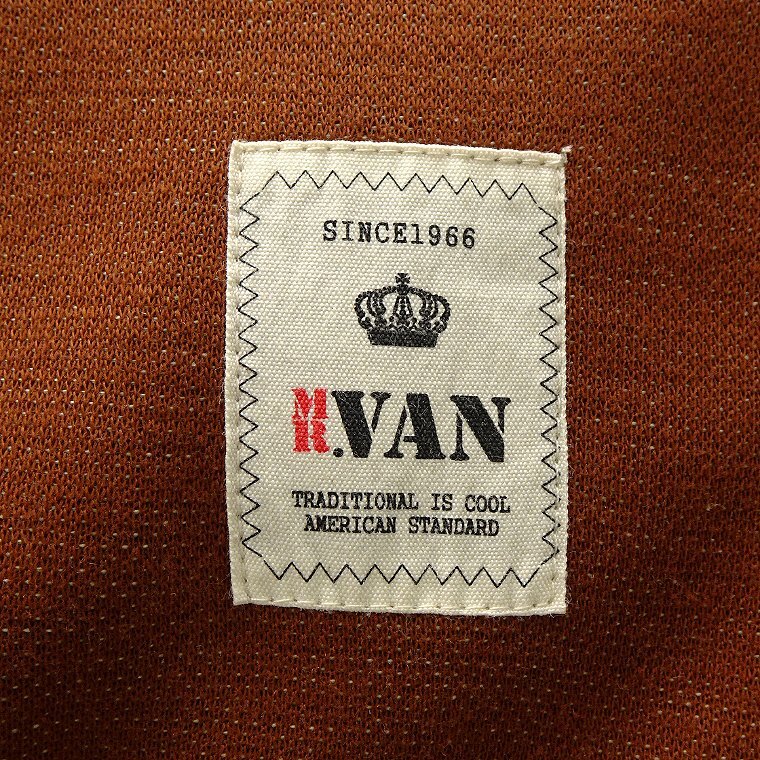 SINCE1966
MR.VAN
TRADITIONAL IS COOL
AMERICAN STANDARD